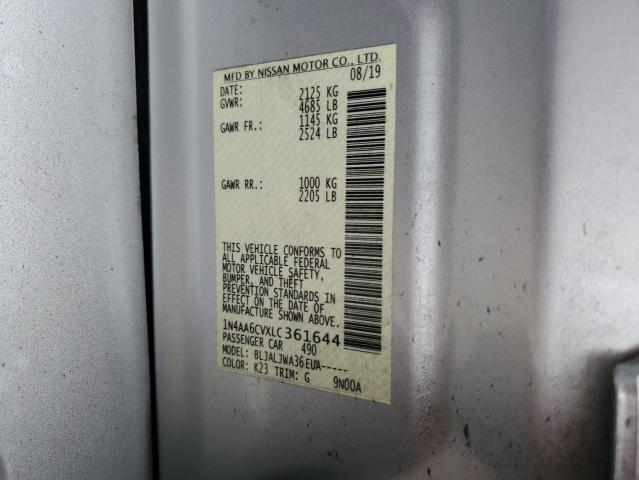 MFD BY NISSAN MOTOR CO., LTD.
DATE: 08/19
GVWR: 2125 KG
4685 LB
GAWR FR.: 1145 KG
2524 LB
GAWR RR.: 1000 KG
2205 LB
THIS VEHICLE CONFORMS TO
ALL APPLICABLE FEDERAL
MOTOR VEHICLE SAFETY,
BUMPER, AND THEFT
PREVENTION STANDARDS IN
EFFECT ON THE DATE OF
MANUFACTURE SHOWN ABOVE.
1N4AA6CVXLC361644
PASSENGER CAR 490
MODEL: BLJALJWA36EUA-----
COLOR: K23 TRIM: G 9N00A